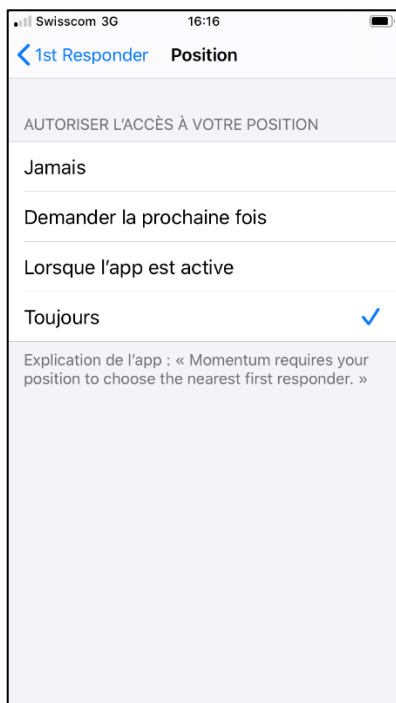 Swisscom 3G 16:16
1st Responder Position
AUTORISER L'ACCÈS À VOTRE POSITION
Jamais
Demander la prochaine fois
Lorsque l'app est active
Toujours
Explication de l'app : « Momentum requires your
position to choose the nearest first responder. »